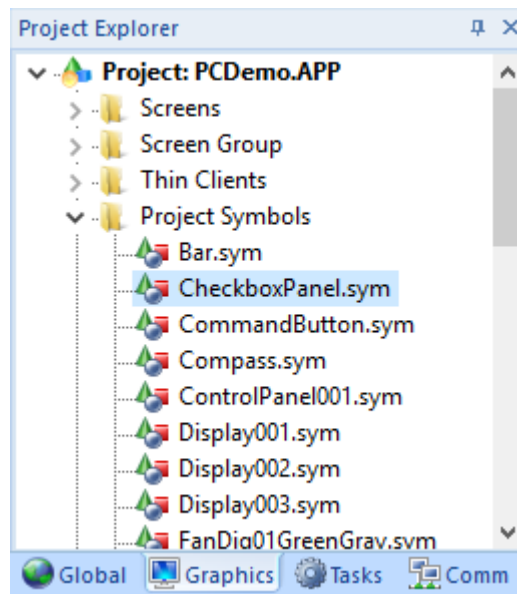 Project Explorer
Project: PCDemo.APP
Screens
Screen Group
Thin Clients
Project Symbols
Bar.sym
CheckboxPanel.sym
CommandButton.sym
Compass.sym
ControlPanel001.sym
Display001.sym
Display002.sym
Display003.sym
FanDig01GreenGray.sym
Global Graphics Tasks Comm